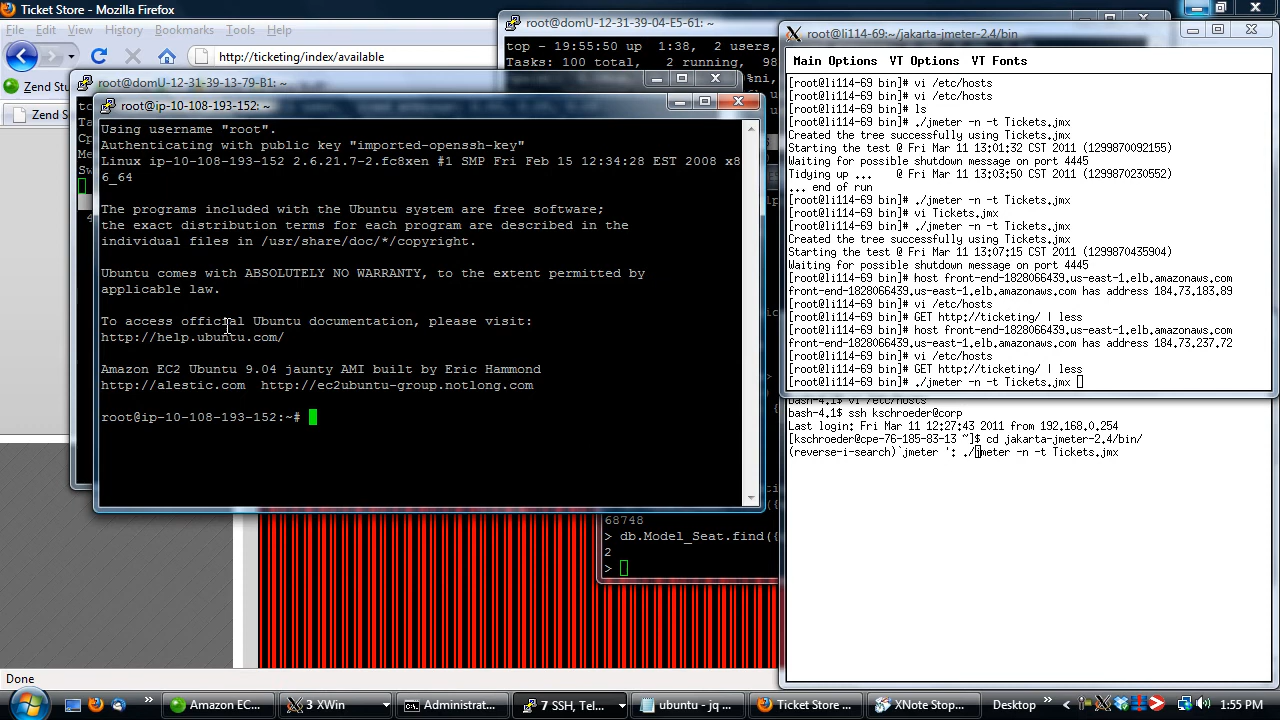 Ticket Store - Mozilla Firefox
File Edit View History Bookmarks Tools Help
http://ticketing/index/available
Zend Stu
Zend S
root@domU-12-31-39-04-E5-61: ~
top - 19:55:50 up 1:38, 2 users,
Tasks: 100 total, 2 running, 98
%ni,
root@domU-12-31-39-13-79-B1: ~
to
Ta
Cp
Me
Sw
4
root@ip-10-108-193-152: ~
Using username "root".
Authenticating with public key "imported-openssh-key"
Linux ip-10-108-193-152 2.6.21.7-2.fc8xen #1 SMP Fri Feb 15 12:34:28 EST 2008 x8
6_64
The programs included with the Ubuntu system are free software;
the exact distribution terms for each program are described in the
individual files in /usr/share/doc/*/copyright.
Ubuntu comes with ABSOLUTELY NO WARRANTY, to the extent permitted by
applicable law.
To access official Ubuntu documentation, please visit:
http://help.ubuntu.com/
Amazon EC2 Ubuntu 9.04 jaunty AMI built by Eric Hammond
http://alestic.com http://ec2ubuntu-group.notlong.com
root@ip-10-108-193-152:~#
68748
> db.Model_Seat.find({
2
>
root@li114-69:~/jakarta-jmeter-2.4/bin
Main Options VT Options VT Fonts
[root@li114-69 bin]# vi /etc/hosts
[root@li114-69 bin]# vi /etc/hosts
[root@li114-69 bin]# ls
[root@li114-69 bin]# ./jmeter -n -t Tickets.jmx
Created the tree successfully using Tickets.jmx
Starting the test @ Fri Mar 11 13:01:32 CST 2011 (1299870092155)
Waiting for possible shutdown message on port 4445
Tidying up ... @ Fri Mar 11 13:03:50 CST 2011 (1299870230552)
... end of run
[root@li114-69 bin]# ./jmeter -n -t Tickets.jmx
[root@li114-69 bin]# vi Tickets.jmx
[root@li114-69 bin]# ./jmeter -n -t Tickets.jmx
Created the tree successfully using Tickets.jmx
Starting the test @ Fri Mar 11 13:07:15 CST 2011 (1299870435904)
Waiting for possible shutdown message on port 4445
[root@li114-69 bin]# host front-end-1828066439.us-east-1.elb.amazonaws.com
front-end-1828066439.us-east-1.elb.amazonaws.com has address 184.73.183.89
[root@li114-69 bin]# vi /etc/hosts
[root@li114-69 bin]# GET http://ticketing/ | less
[root@li114-69 bin]# host front-end-1828066439.us-east-1.elb.amazonaws.com
front-end-1828066439.us-east-1.elb.amazonaws.com has address 184.73.237.72
[root@li114-69 bin]# vi /etc/hosts
[root@li114-69 bin]# GET http://ticketing/ | less
[root@li114-69 bin]# ./jmeter -n -t Tickets.jmx
bash-4.1$ vi /etc/hosts
bash-4.1$ ssh kschroeder@corp
Last login: Fri Mar 11 12:27:43 2011 from 192.168.0.254
[kschroeder@cpe-76-185-83-13 ~]$ cd jakarta-jmeter-2.4/bin/
(reverse-i-search)`jmeter ': ./jmeter -n -t Tickets.jmx
Done
Amazon EC...
3 XWin
Administrat...
7 SSH, Tel...
ubuntu - jq ...
Ticket Store ...
XNote Stop...
Desktop
1:55 PM